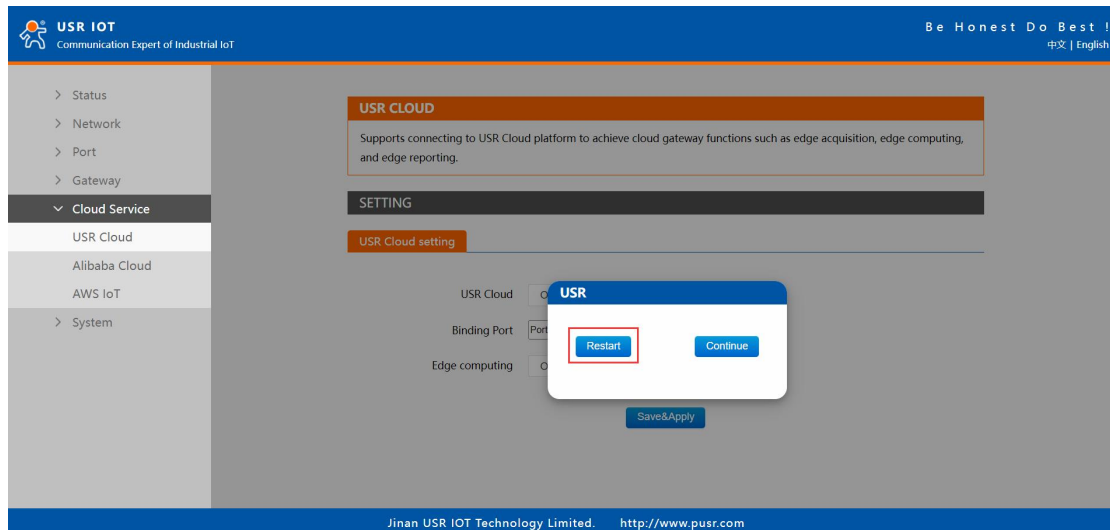 USR IOT
Communication Expert of Industrial IoT
Be Honest Do Best !
中文 | English
Status
Network
Port
Gateway
Cloud Service
USR Cloud
Alibaba Cloud
AWS IoT
System
USR CLOUD
Supports connecting to USR Cloud platform to achieve cloud gateway functions such as edge acquisition, edge computing,
and edge reporting.
SETTING
USR Cloud setting
USR Cloud
Binding Port
Port
Edge computing
USR
Restart
Continue
Save&Apply
Jinan USR IOT Technology Limited. http://www.pusr.com